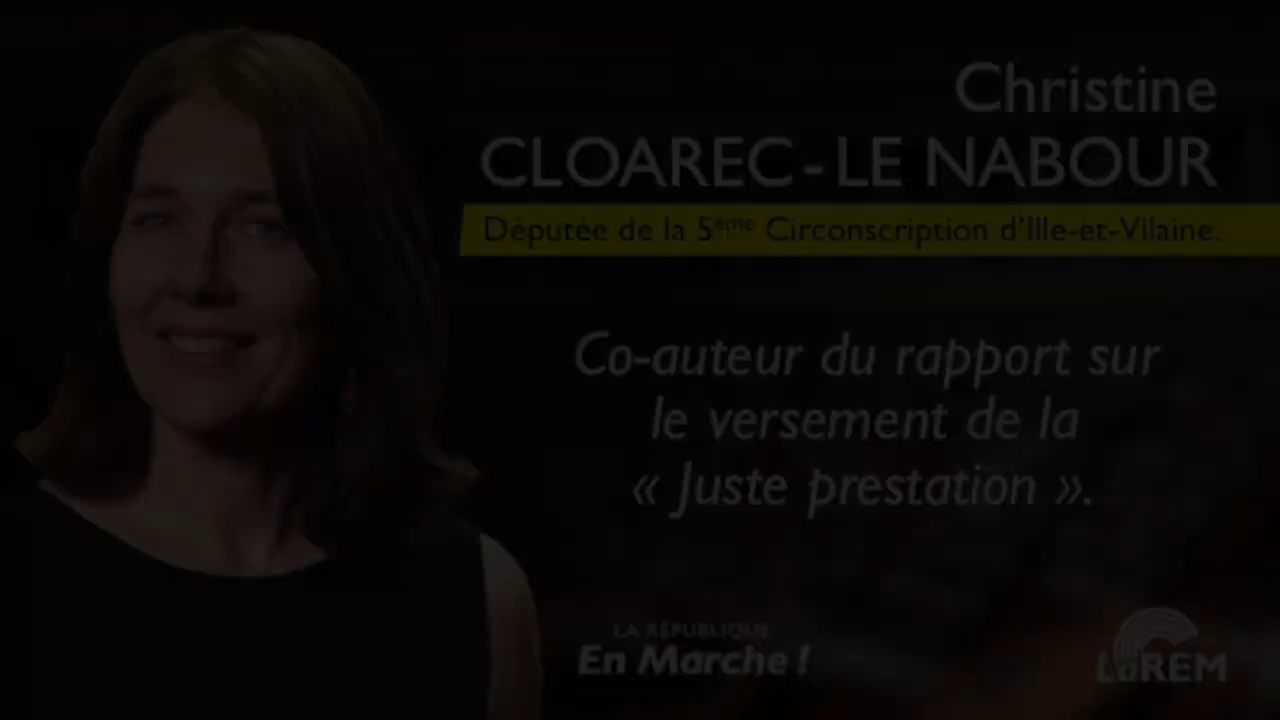 Christine
CLOAREC-LE NABOUR
Députée de la 5ème Circonscription d'Ille-et-Vilaine.
Co-auteur du rapport sur
le versement de la
« Juste prestation ».
LA RÉPUBLIQUE
En Marche !
LaREM